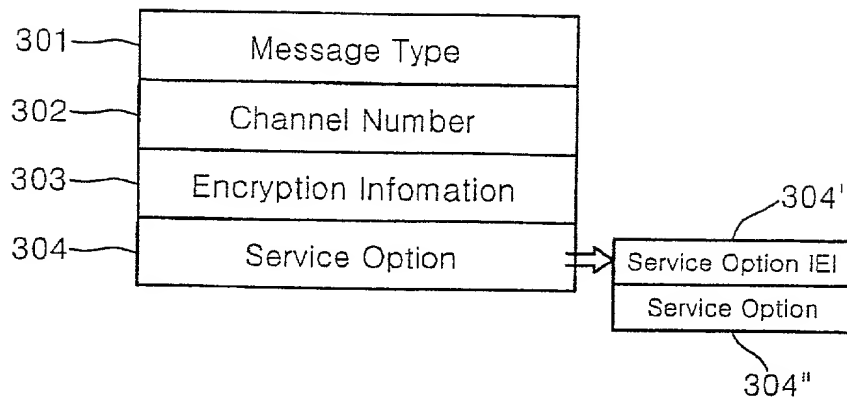 301 Message Type
302 Channel Number
303 Encryption Infomation
304 Service Option
304'
Service Option IEI
Service Option
304"